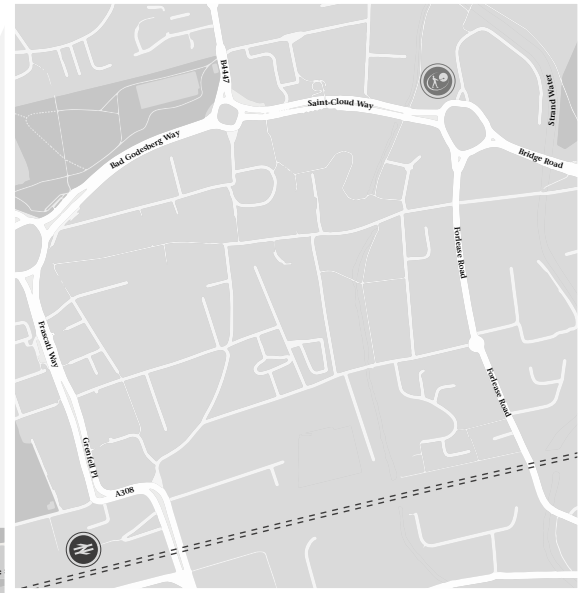 B4447
Saint-Cloud Way
Strand Water
Bad Godesberg Way
Bridge Road
Forlease Road
Frascati Way
Forlease Road
Grenfell Pl
A308